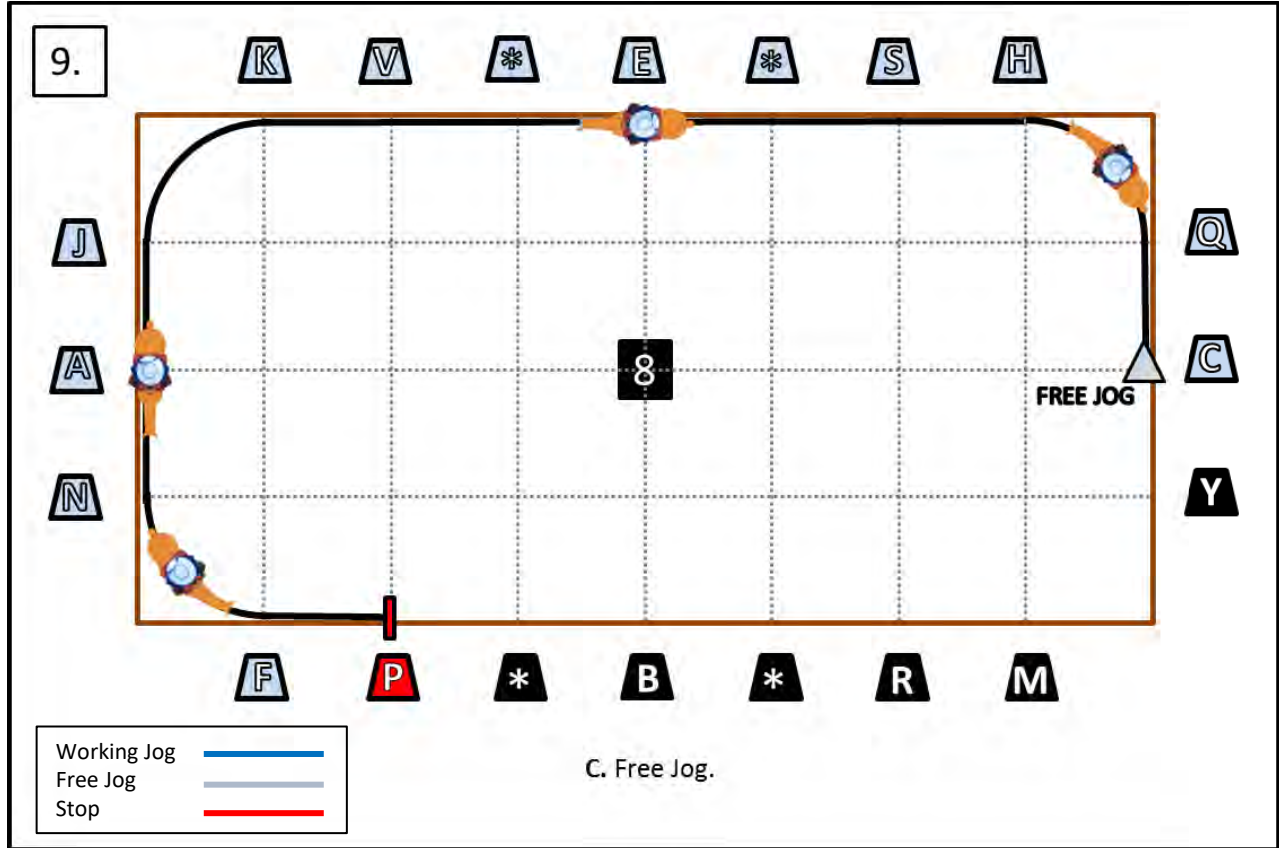 9.
K V * E * S H
J Q
A 8 C
FREE JOG
N Y
F P * B * R M
Working Jog
Free Jog
Stop
C. Free Jog.